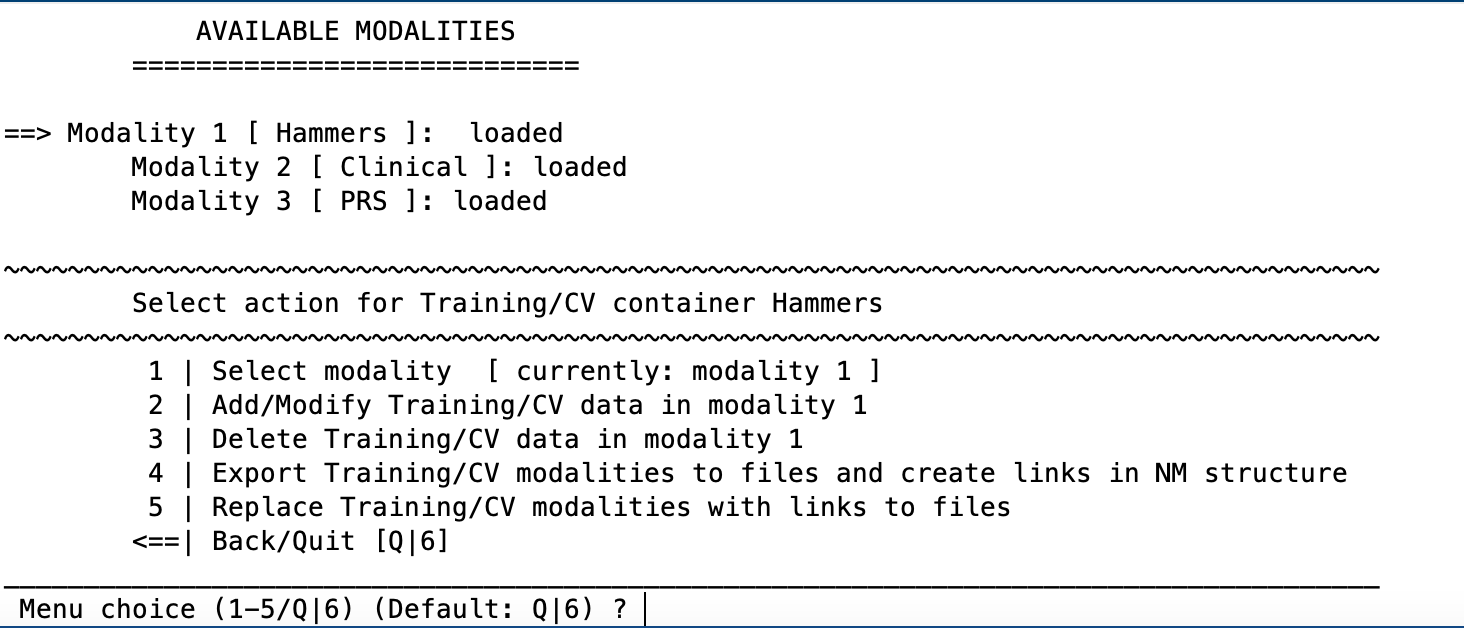 AVAILABLE MODALITIES
============================
==> Modality 1 [ Hammers ]:  loaded
Modality 2 [ Clinical ]: loaded
Modality 3 [ PRS ]: loaded
~~~~~~~~~~~~~~~~~~~~~~~~~~~~~~~~~~~~~~~~~~~~~~~~~~~~~~~~~~~~~~~~~~~~~~~~~~~~~~~~~~~~~~
Select action for Training/CV container Hammers
~~~~~~~~~~~~~~~~~~~~~~~~~~~~~~~~~~~~~~~~~~~~~~~~~~~~~~~~~~~~~~~~~~~~~~~~~~~~~~~~~~~~~~
1 | Select modality  [ currently: modality 1 ]
2 | Add/Modify Training/CV data in modality 1
3 | Delete Training/CV data in modality 1
4 | Export Training/CV modalities to files and create links in NM structure
5 | Replace Training/CV modalities with links to files
<==| Back/Quit [Q|6]
______________________________________________________________________________________
Menu choice (1-5/Q|6) (Default: Q|6) ?